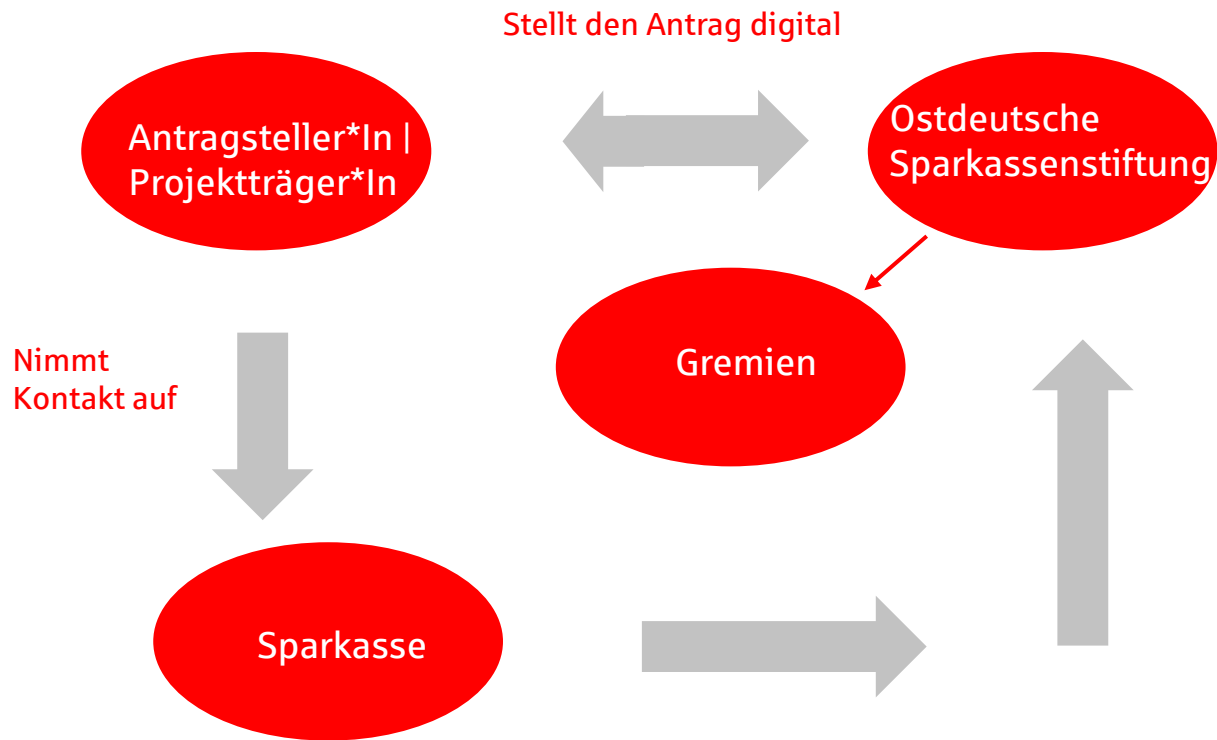 Stellt den Antrag digital
Antragsteller*In |
Projektträger*In
Ostdeutsche
Sparkassenstiftung
Gremien
Nimmt
Kontakt auf
Sparkasse